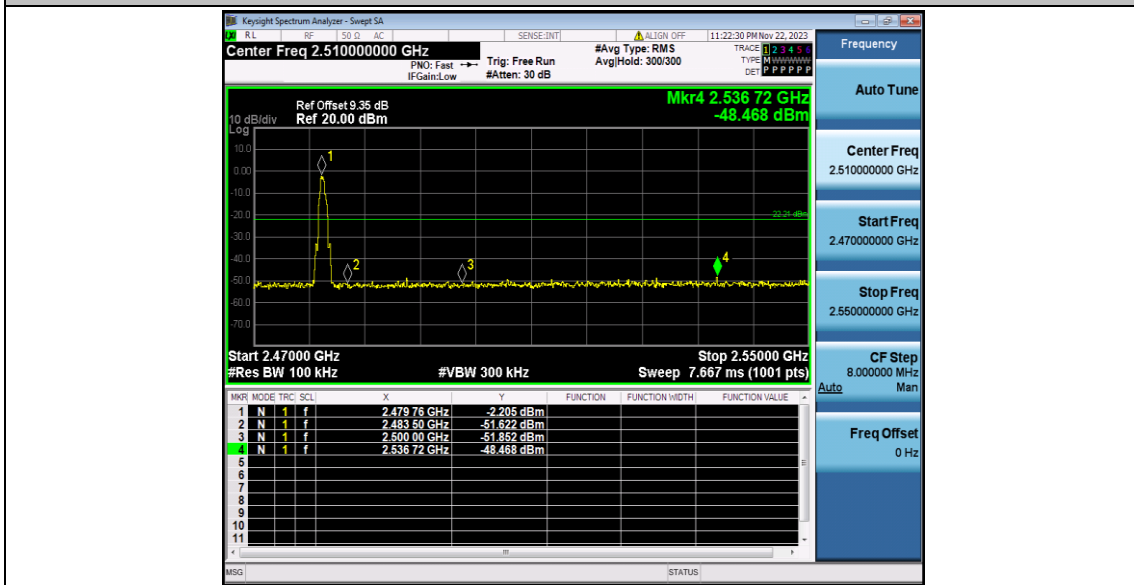 Keysight Spectrum Analyzer - Swept SA
RL RF 50 Ω AC SENSE:INT ALIGN OFF 11:22:30 PM Nov 22, 2023
Center Freq 2.510000000 GHz
PNO: Fast
IFGain:Low
Trig: Free Run
#Atten: 30 dB
#Avg Type: RMS
Avg|Hold: 300/300
TRACE 1 2 3 4 5 6
TYPE M WWWWW
DET P P P P P P
Frequency
Auto Tune
Center Freq
2.510000000 GHz
Start Freq
2.470000000 GHz
Stop Freq
2.550000000 GHz
CF Step
8.000000 MHz
Auto Man
Freq Offset
0 Hz
Mkr4 2.536 72 GHz
-48.468 dBm
Ref Offset 9.35 dB
10 dB/div Ref 20.00 dBm
Log
10.0
0.00
-10.0
-20.0
-30.0
-40.0
-50.0
-60.0
-70.0
1
2
3
4
-22.21 dBm
Start 2.47000 GHz Stop 2.55000 GHz
#Res BW 100 kHz #VBW 300 kHz Sweep 7.667 ms (1001 pts)
MKR MODE TRC SCL X Y FUNCTION FUNCTION WIDTH FUNCTION VALUE
1 N 1 f 2.479 76 GHz -2.205 dBm
2 N 1 f 2.483 50 GHz -51.622 dBm
3 N 1 f 2.500 00 GHz -51.852 dBm
4 N 1 f 2.536 72 GHz -48.468 dBm
5
6
7
8
9
10
11
MSG STATUS